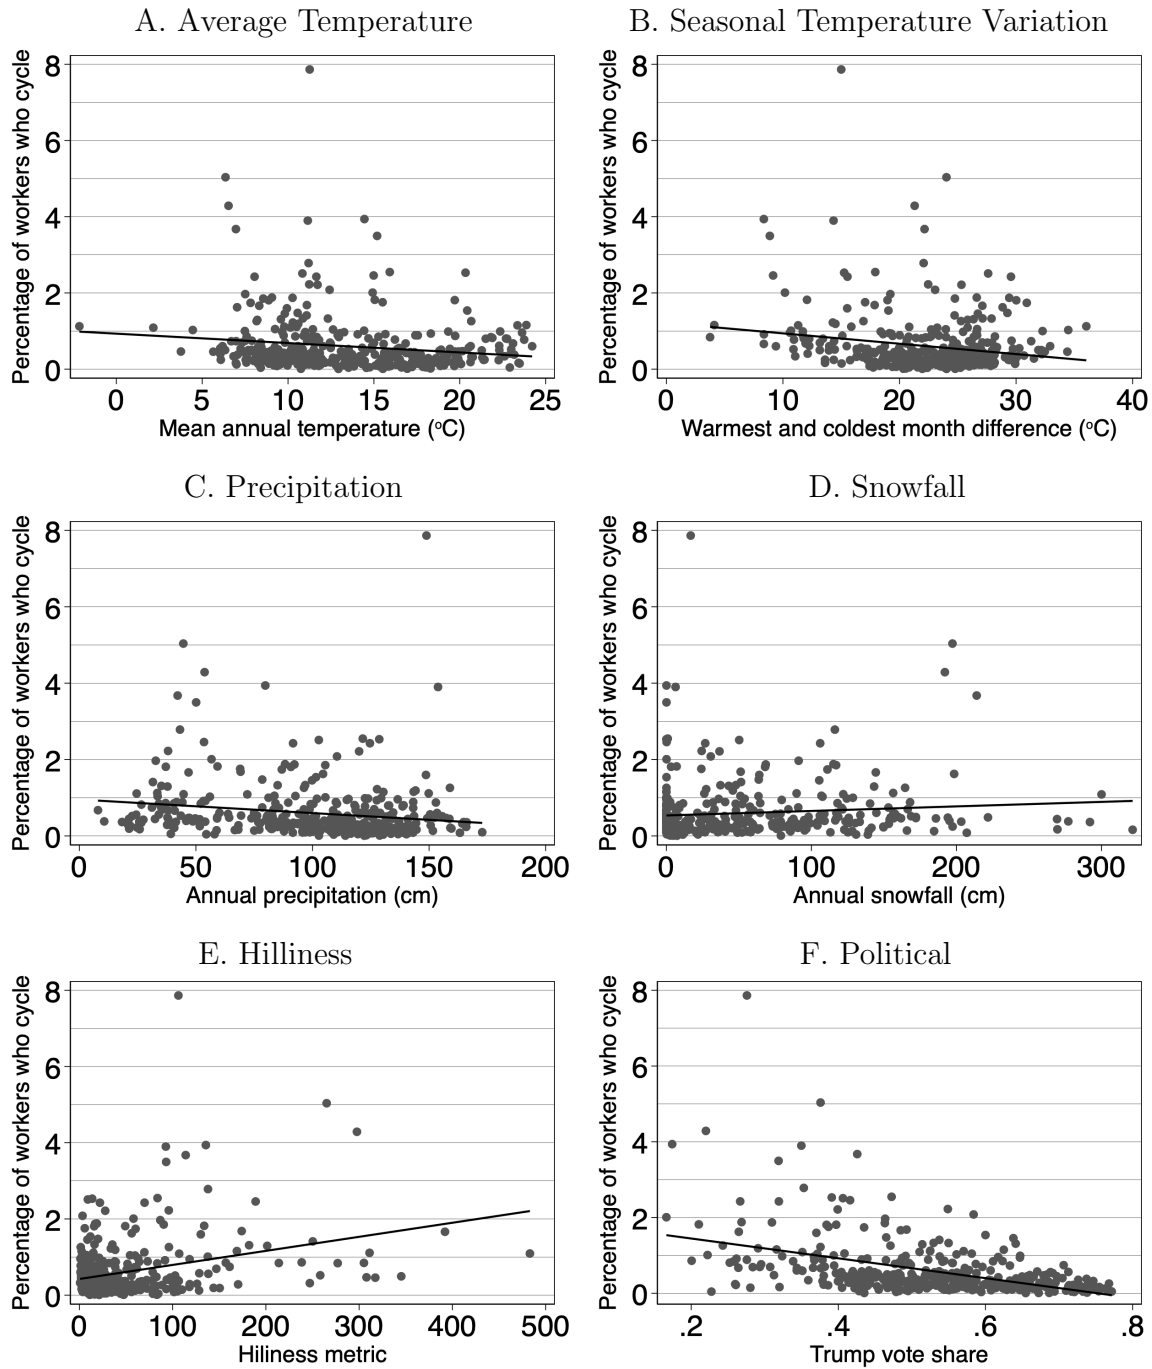 A. Average Temperature
Percentage of workers who cycle
8
6
4
2
0
0 5 10 15 20 25
Mean annual temperature (°C)
B. Seasonal Temperature Variation
Percentage of workers who cycle
8
6
4
2
0
0 10 20 30 40
Warmest and coldest month difference (°C)
C. Precipitation
Percentage of workers who cycle
8
6
4
2
0
0 50 100 150 200
Annual precipitation (cm)
D. Snowfall
Percentage of workers who cycle
8
6
4
2
0
0 100 200 300
Annual snowfall (cm)
E. Hilliness
Percentage of workers who cycle
8
6
4
2
0
0 100 200 300 400 500
Hiliness metric
F. Political
Percentage of workers who cycle
8
6
4
2
0
.2 .4 .6 .8
Trump vote share